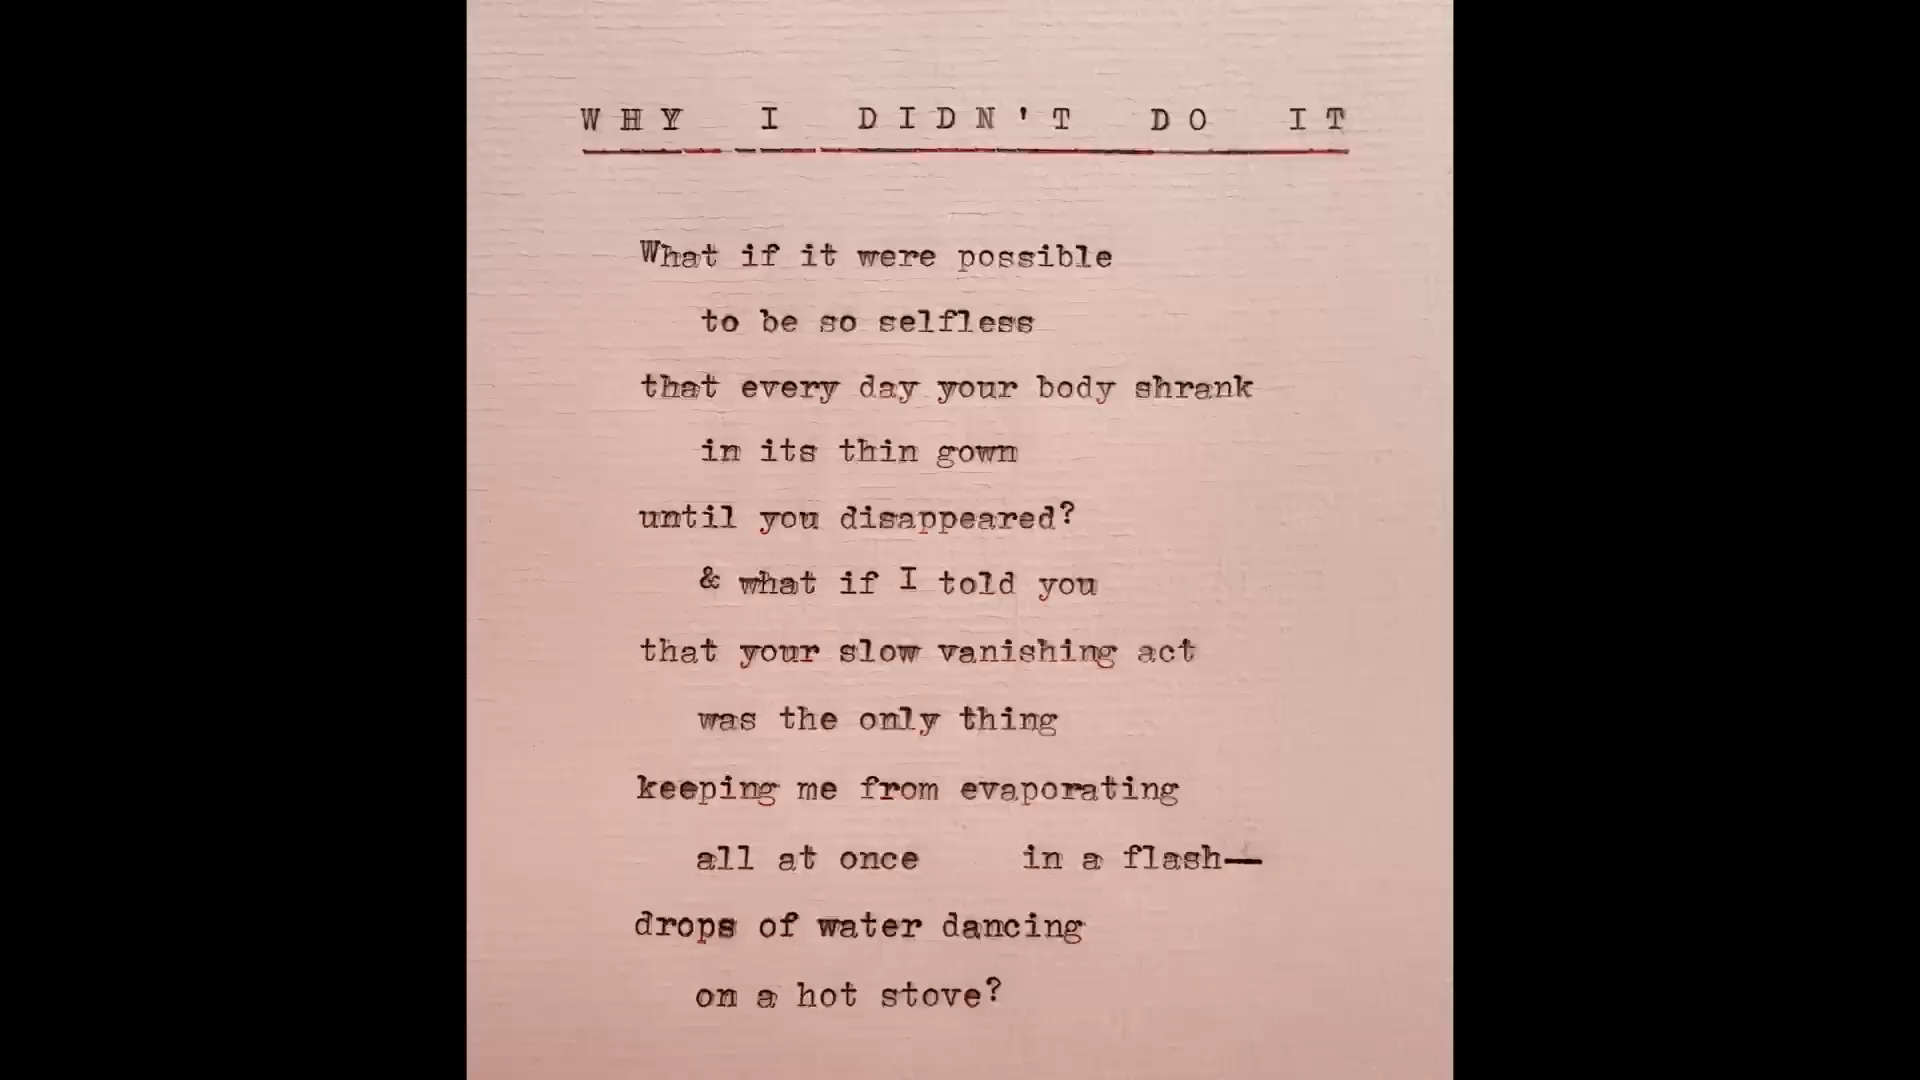 WHY I DIDN'T DO IT
What if it were possible
to be so selfless
that every day your body shrank
in its thin gown
until you disappeared?
& what if I told you
that your slow vanishing act
was the only thing
keeping me from evaporating
all at once in a flash—
drops of water dancing
on a hot stove?